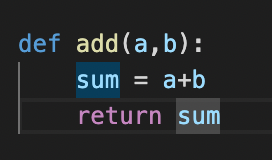 def add(a,b):
    sum = a+b
    return sum